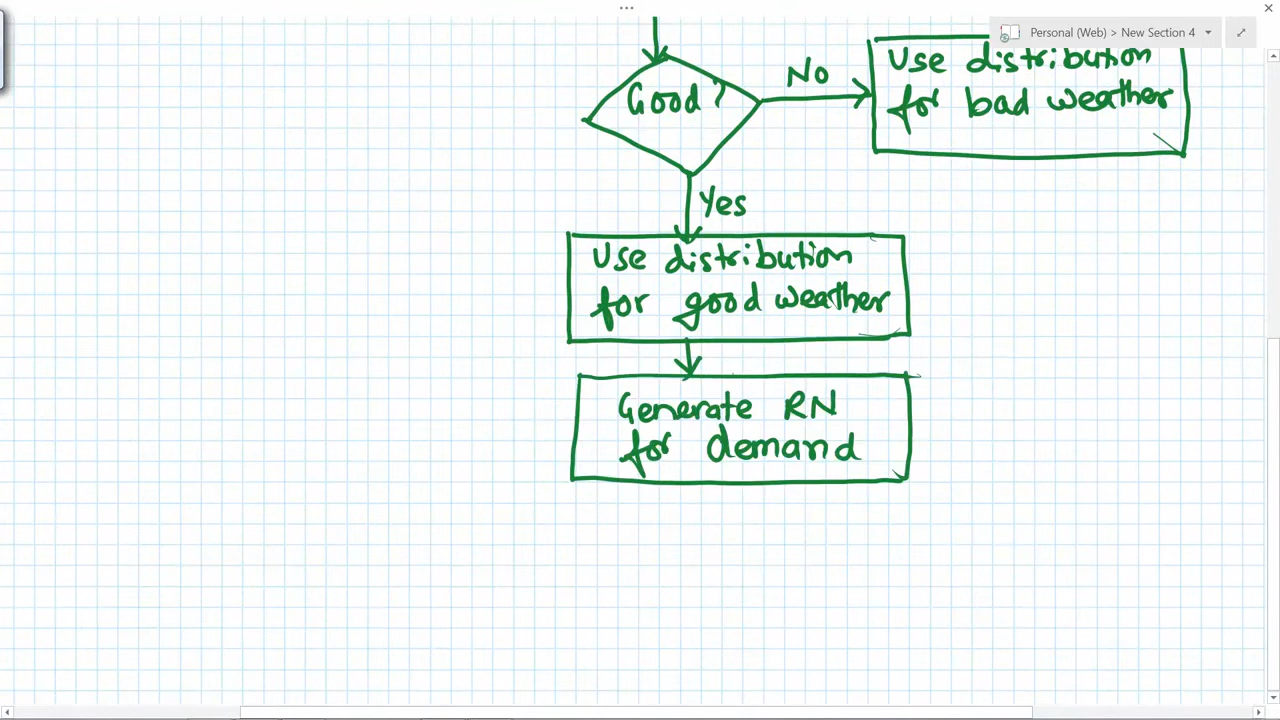 Personal (Web) > New Section 4
Good?
No
Use distribution
for bad weather
Yes
Use distribution
for good weather
Generate RN
for demand